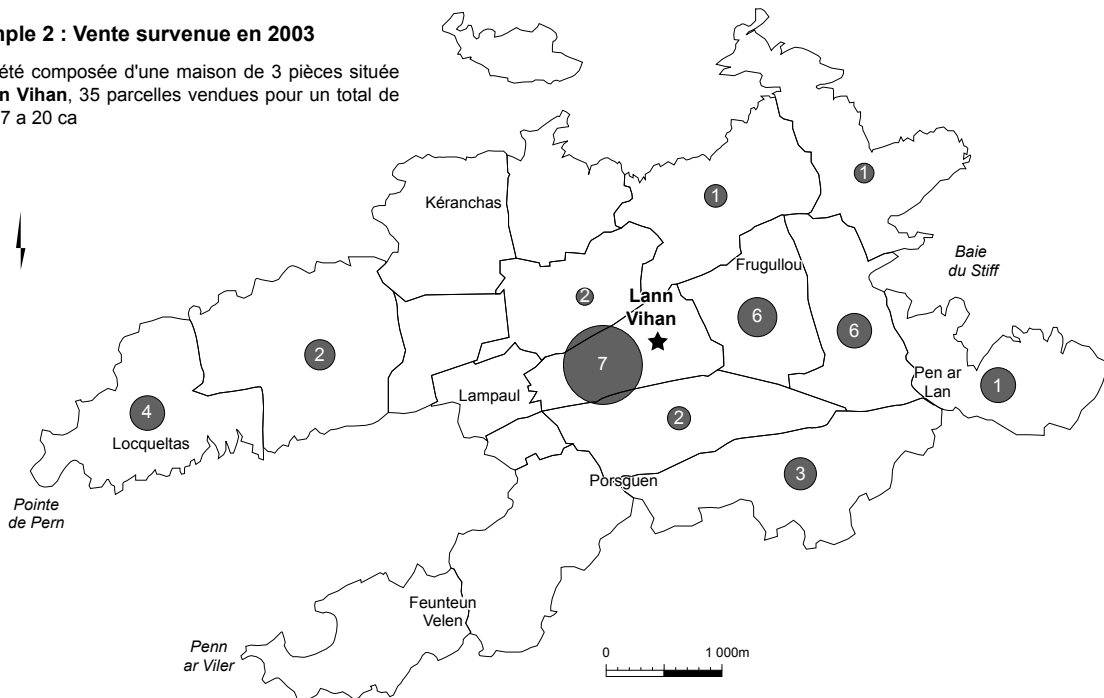 mple 2 : Vente survenue en 2003
été composée d'une maison de 3 pièces située
n Vihan, 35 parcelles vendues pour un total de
7 a 20 ca
Kéranchas
1
1
Baie
du Stiff
Frugullou
2
Lann
Vihan
6
6
2
7
Pen ar
Lan
1
Lampaul
4
2
Locqueltas
3
Porsguen
Pointe
de Pern
Feunteun
Velen
Penn
ar Viler
0
1 000m